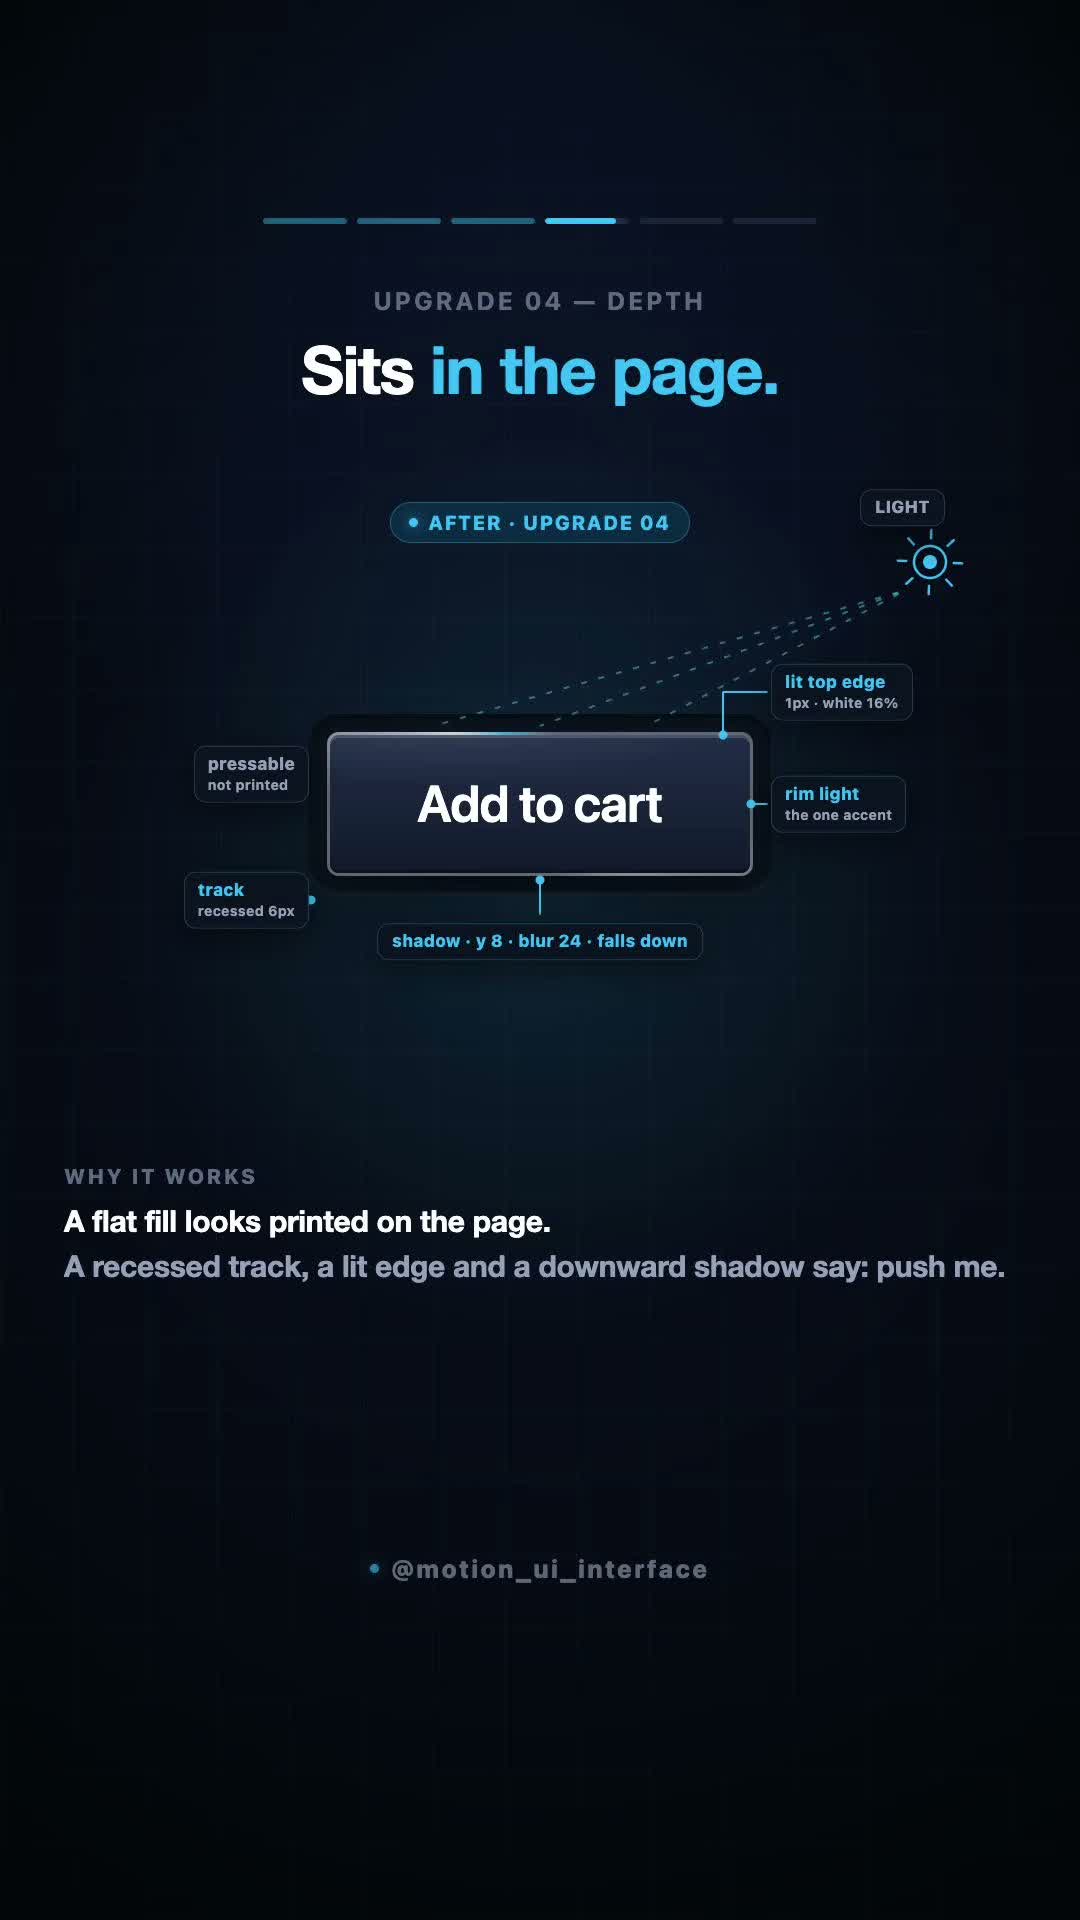 UPGRADE 04 — DEPTH
Sits in the page.
LIGHT
AFTER · UPGRADE 04
lit top edge
1px · white 16%
pressable
not printed
Add to cart
rim light
the one accent
track
recessed 6px
shadow · y 8 · blur 24 · falls down
WHY IT WORKS
A flat fill looks printed on the page.
A recessed track, a lit edge and a downward shadow say: push me.
@motion_ui_interface